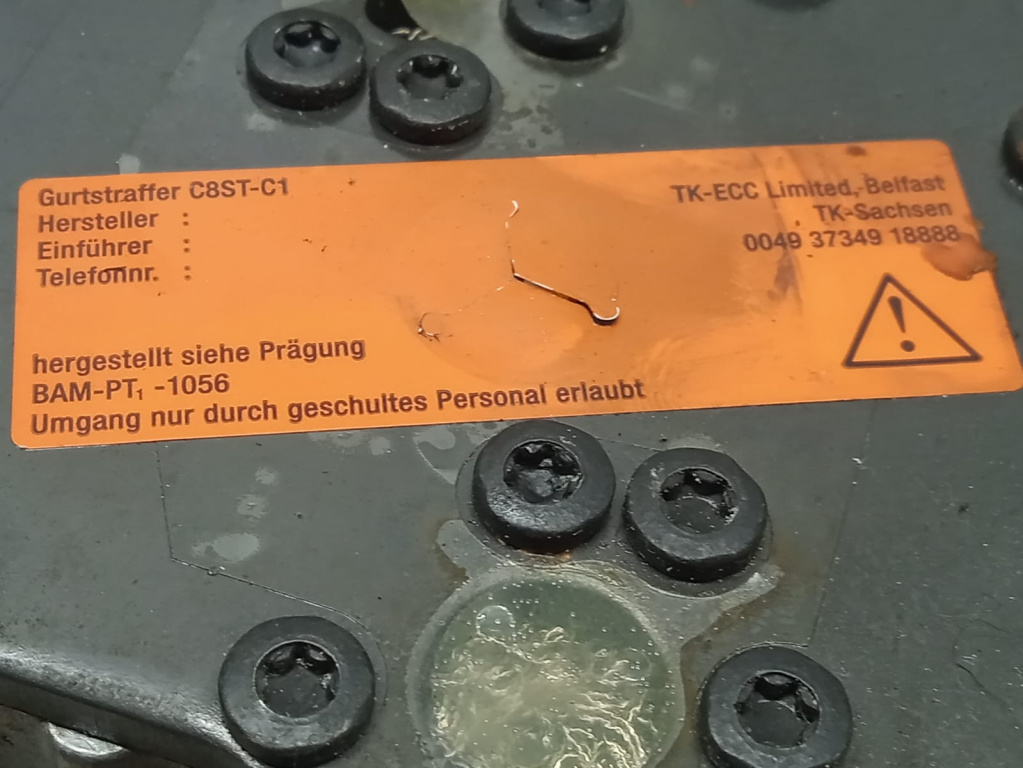 Gurtstraffer C8ST-C1
Hersteller : TK-ECC Limited, Belfast
Einführer : TK-Sachsen
Telefonnr. : 0049 37349 18888
hergestellt siehe Prägung
BAM-PT₁ -1056
Umgang nur durch geschultes Personal erlaubt